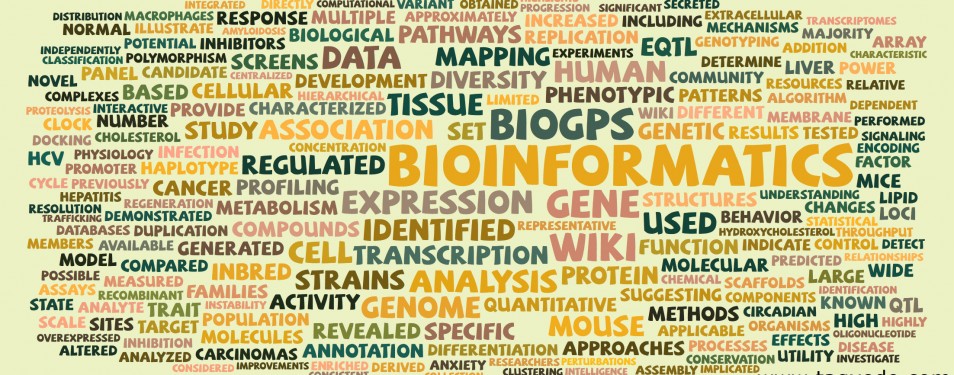 INTEGRATED DIRECTLY COMPUTATIONAL VARIANT OBTAINED PROGRESSION SIGNIFICANT SECRETED
DISTRIBUTION MACROPHAGES RESPONSE MULTIPLE APPROXIMATELY INCREASED INCLUDING EXTRACELLULAR TRANSCRIPTOMES
NORMAL ILLUSTRATE AMYLOIDOSIS BIOLOGICAL PATHWAYS REPLICATION EQTL MECHANISMS MAJORITY
INDEPENDENTLY POTENTIAL INHIBITORS DATA MAPPING EXPERIMENTS GENOTYPING ADDITION ARRAY
CLASSIFICATION POLYMORPHISM SCREENS HUMAN DETERMINE LIVER POWER CHARACTERISTIC
NOVEL PANEL CANDIDATE CENTRALIZED DEVELOPMENT DIVERSITY COMMUNITY RESOURCES RELATIVE
COMPLEXES BASED CELLULAR HIERARCHICAL TISSUE LIMITED PHENOTYPIC PATTERNS ALGORITHM DEPENDENT
PROTEOLYSIS INTERACTIVE PROVIDE CHARACTERIZED BIOGPS WIKI DIFFERENT MEMBRANE PERFORMED
CLOCK NUMBER STUDY ASSOCIATION SET GENETIC RESULTS TESTED SIGNALING
DOCKING CHOLESTEROL CONCENTRATION BIOINFORMATICS ENCODING
HCV PHYSIOLOGY INFECTION REGULATED FACTOR
PROMOTER HAPLOTYPE MICE
CYCLE PREVIOUSLY CANCER PROFILING EXPRESSION GENE STRUCTURES UNDERSTANDING LIPID
HEPATITIS REGENERATION METABOLISM USED CHANGES LOCI
RESOLUTION TRAFFICKING DEMONSTRATED COMPOUNDS IDENTIFIED REPRESENTATIVE BEHAVIOR STATISTICAL
DATABASES DUPLICATION WIKI HYDROXYCHOLESTEROL THROUGHPUT
MEMBERS AVAILABLE GENERATED CELL TRANSCRIPTION FUNCTION INDICATE CONTROL DETECT
MODEL COMPARED INBRED STRAINS ANALYSIS PROTEIN MOLECULAR PREDICTED RELATIONSHIPS
POSSIBLE MEASURED CHEMICAL SCAFFOLDS LARGE WIDE
ASSAYS RECOMBINANT FAMILIES ACTIVITY GENOME QUANTITATIVE SUGGESTING COMPONENTS IDENTIFICATION
STATE ANALYTE TRAIT INSTABILITY METHODS CIRCADIAN KNOWN QTL
SCALE SITES TARGET POPULATION REVEALED SPECIFIC MOUSE APPLICABLE ORGANISMS HIGH HIGHLY
OVEREXPRESSED INHIBITION MOLECULES OLIGONUCLEOTIDE
ALTERED ANALYZED CARCINOMAS ANNOTATION DIFFERENTIATION APPROACHES PROCESSES EFFECTS DISEASE
CONSIDERED IMPROVEMENTS ENRICHED DERIVED ANXIETY RESEARCHERS PERTURBATIONS CONSERVATION UTILITY INVESTIGATE
CLUSTERING INTELLIGENCE ASSEMBLY IMPLICATED